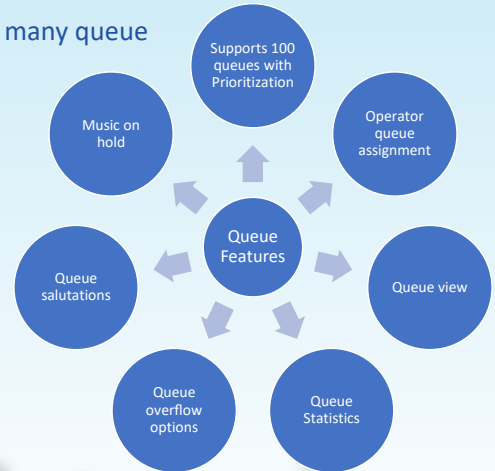 many queue
Supports 100
queues with
Prioritization
Music on
hold
Operator
queue
assignment
Queue
Features
Queue
salutations
Queue view
Queue
overflow
options
Queue
Statistics